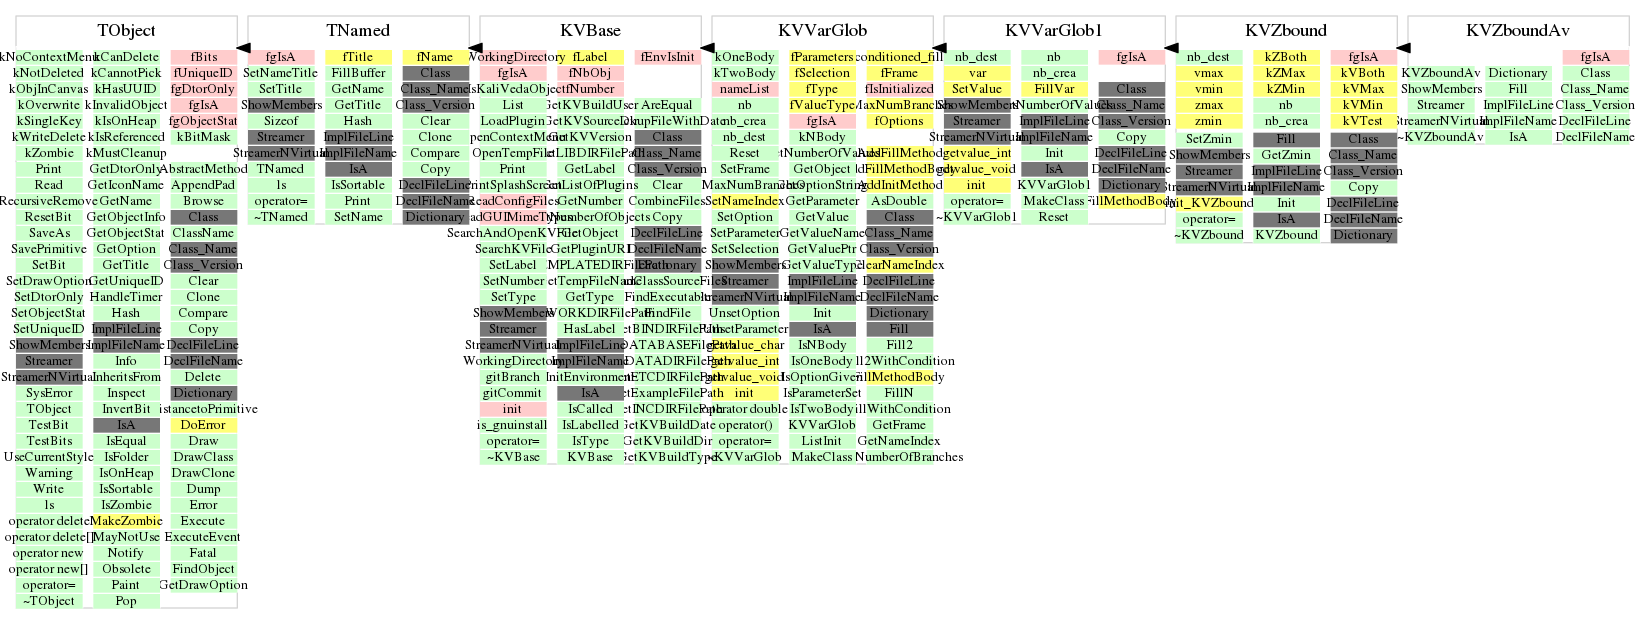 TObject
kNoContextMenu kCanDelete fBits
kNotDeleted kCannotPick fUniqueID
kObjInCanvas kHasUUID fgDtorOnly
kOverwrite kInvalidObject fgIsA
kSingleKey kIsOnHeap fgObjectStat
kWriteDelete kIsReferenced kBitMask
kZombie kMustCleanup
Print GetDtorOnly AbstractMethod
Read GetIconName AppendPad
RecursiveRemove GetName Browse
ResetBit GetObjectInfo Class
SaveAs GetObjectStat ClassName
SavePrimitive GetOption Class_Name
SetBit GetTitle Class_Version
SetDrawOption GetUniqueID Clear
SetDtorOnly HandleTimer Clone
SetObjectStat Hash Compare
SetUniqueID ImplFileLine Copy
ShowMembers ImplFileName DeclFileLine
Streamer Info DeclFileName
StreamerNVirtual InheritsFrom Delete
SysError Inspect Dictionary
TObject InvertBit DistancetoPrimitive
TestBit IsA DoError
TestBits IsEqual Draw
UseCurrentStyle IsFolder DrawClass
Warning IsOnHeap DrawClone
Write IsSortable Dump
ls IsZombie Error
operator delete MakeZombie Execute
operator delete[] MayNotUse ExecuteEvent
operator new Notify Fatal
operator new[] Obsolete FindObject
operator= Paint GetDrawOption
~TObject Pop
TNamed
fgIsA fTitle fName
SetNameTitle FillBuffer Class
SetTitle GetName Class_Name
ShowMembers GetTitle Class_Version
Sizeof Hash Clear
Streamer ImplFileLine Clone
StreamerNVirtual ImplFileName Compare
TNamed IsA Copy
ls IsSortable DeclFileLine
operator= Print DeclFileName
~TNamed SetName Dictionary
KVBase
WorkingDirectory fLabel fEnvIsInit
fgIsA fNbObj
IsKaliVedaObject fNumber
List GetKVBuildUser AreEqual
LoadPlugin BackupFileWithDate
OpenContextMenu GetKVVersion Class
OpenTempFile GetLIBDIRFilePath Class_Name
Print GetLabel Class_Version
PrintSplashScreen GetListOfPlugins Clear
ReadConfigFiles GetNumber CombineFiles
ReadGUIMimeTypes GetNumberOfObjects Copy
SearchAndOpenKVFile GetObject DeclFileLine
SearchKVFile GetPluginURI DeclFileName
SetLabel GetTEMPLATEDIRFilePath Dictionary
SetNumber GetTempFileName FindClassSourceFiles
SetType GetType FindExecutable
ShowMembers GetWORKDIRFilePath FindFile
Streamer HasLabel GetBINDIRFilePath
StreamerNVirtual ImplFileLine
WorkingDirectory ImplFileName GetDATADIRFilePath
gitBranch InitEnvironment GetETCDIRFilePath
gitCommit IsA GetExampleFilePath
init IsCalled GetINCDIRFilePath
is_gnuinstall IsLabelled GetKVBuildDate
operator= IsType GetKVBuildDir
~KVBase KVBase GetKVBuildType
KVVarGlob
kOneBody fParameters conditioned_fill
kTwoBody fSelection fFrame
nameList fType fIsInitialized
nb fValueType fMaxNumBranches
nb_crea fgIsA fOptions
nb_dest kNBody
Reset GetNumberOfValues AddFillMethod
SetFrame GetObject AddFillMethodBody
MaxNumBranches GetOptionString AddInitMethod
SetNameIndex GetParameter AsDouble
SetOption GetValue Class
SetParameter GetValueName Class_Name
SetSelection GetValuePtr Class_Version
ShowMembers GetValueType ClearNameIndex
Streamer ImplFileLine DeclFileLine
StreamerNVirtual ImplFileName DeclFileName
UnsetOption Init Dictionary
UnsetParameter IsA Fill
getvalue_char IsNBody Fill2
getvalue_int IsOneBody Fill2WithCondition
getvalue_void IsOptionGiven FillMethodBody
init IsParameterSet FillN
operator double IsTwoBody FillWithCondition
operator() KVVarGlob GetFrame
operator= ListInit GetNameIndex
~KVVarGlob MakeClass GetNumberOfBranches
KVVarGlob1
nb_dest nb fgIsA
var nb_crea
SetValue FillVar Class
ShowMembers GetNumberOfValues Class_Name
Streamer ImplFileLine Class_Version
StreamerNVirtual ImplFileName Copy
getvalue_int Init DeclFileLine
getvalue_void IsA DeclFileName
init KVVarGlob1 Dictionary
operator= MakeClass FillMethodBody
~KVVarGlob1 Reset
KVZbound
nb_dest kZBoth fgIsA
vmax kZMax kVBoth
vmin kZMin kVMax
zmax nb kVMin
zmin nb_crea kVTest
SetZmin Fill Class
ShowMembers GetZmin Class_Name
Streamer ImplFileLine Class_Version
StreamerNVirtual ImplFileName Copy
init_KVZbound Init DeclFileLine
operator= IsA DeclFileName
~KVZbound KVZbound Dictionary
KVZboundAv
fgIsA
KVZboundAv Dictionary Class
ShowMembers Fill Class_Name
Streamer ImplFileLine Class_Version
StreamerNVirtual ImplFileName DeclFileLine
~KVZboundAv IsA DeclFileName